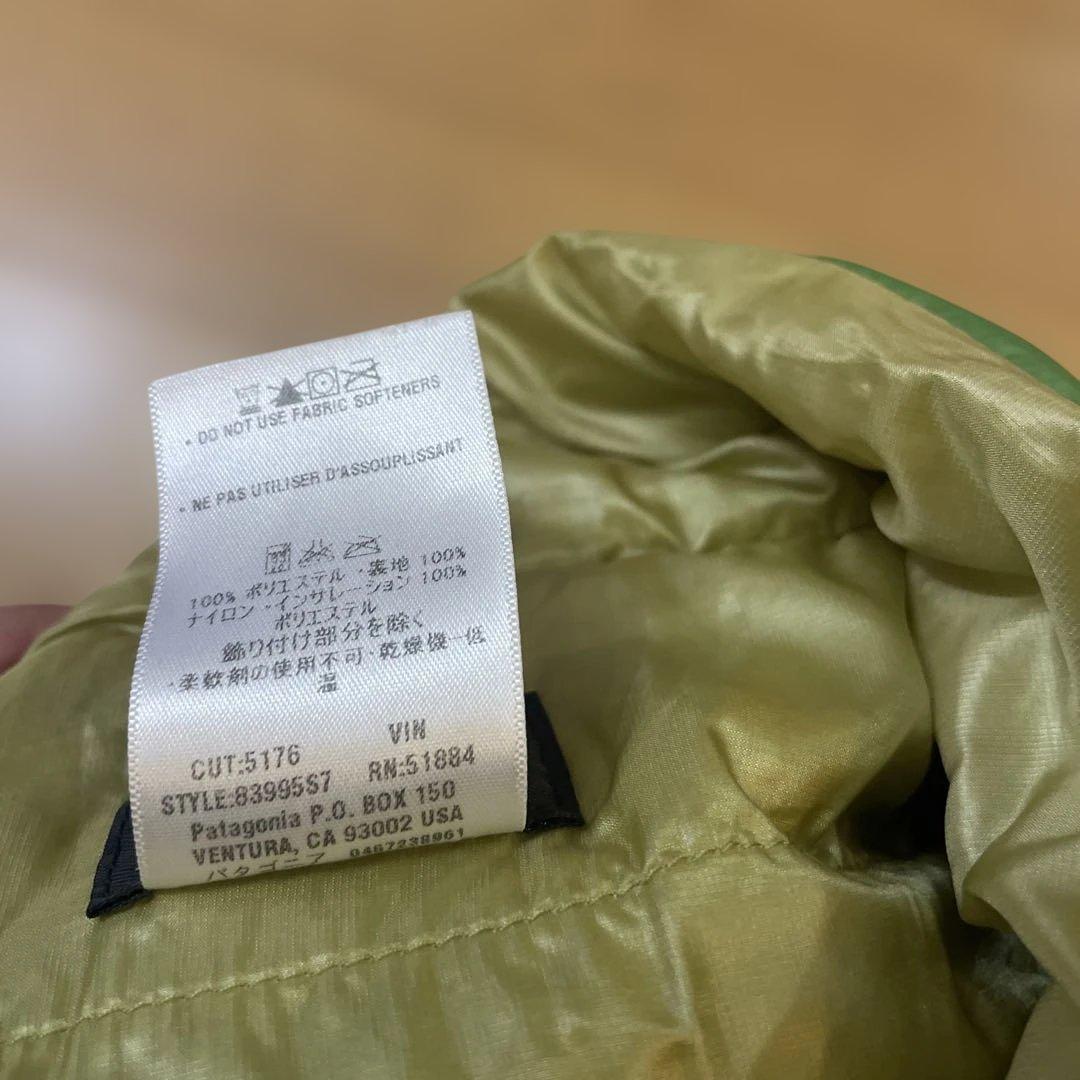 • DO NOT USE FABRIC SOFTENERS
• NE PAS UTILISER D'ASSOUPLISSANT
100% ポリエステル・表地 100%
ナイロン・インサレーション 100%
ポリエステル
飾り付け部分を除く
・柔軟剤の使用不可・乾燥機ー低
温
VIN
CUT:5176 RN:51884
STYLE:83995S7
Patagonia P.O. BOX 150
VENTURA, CA 93002 USA
パタゴニア 0467238961